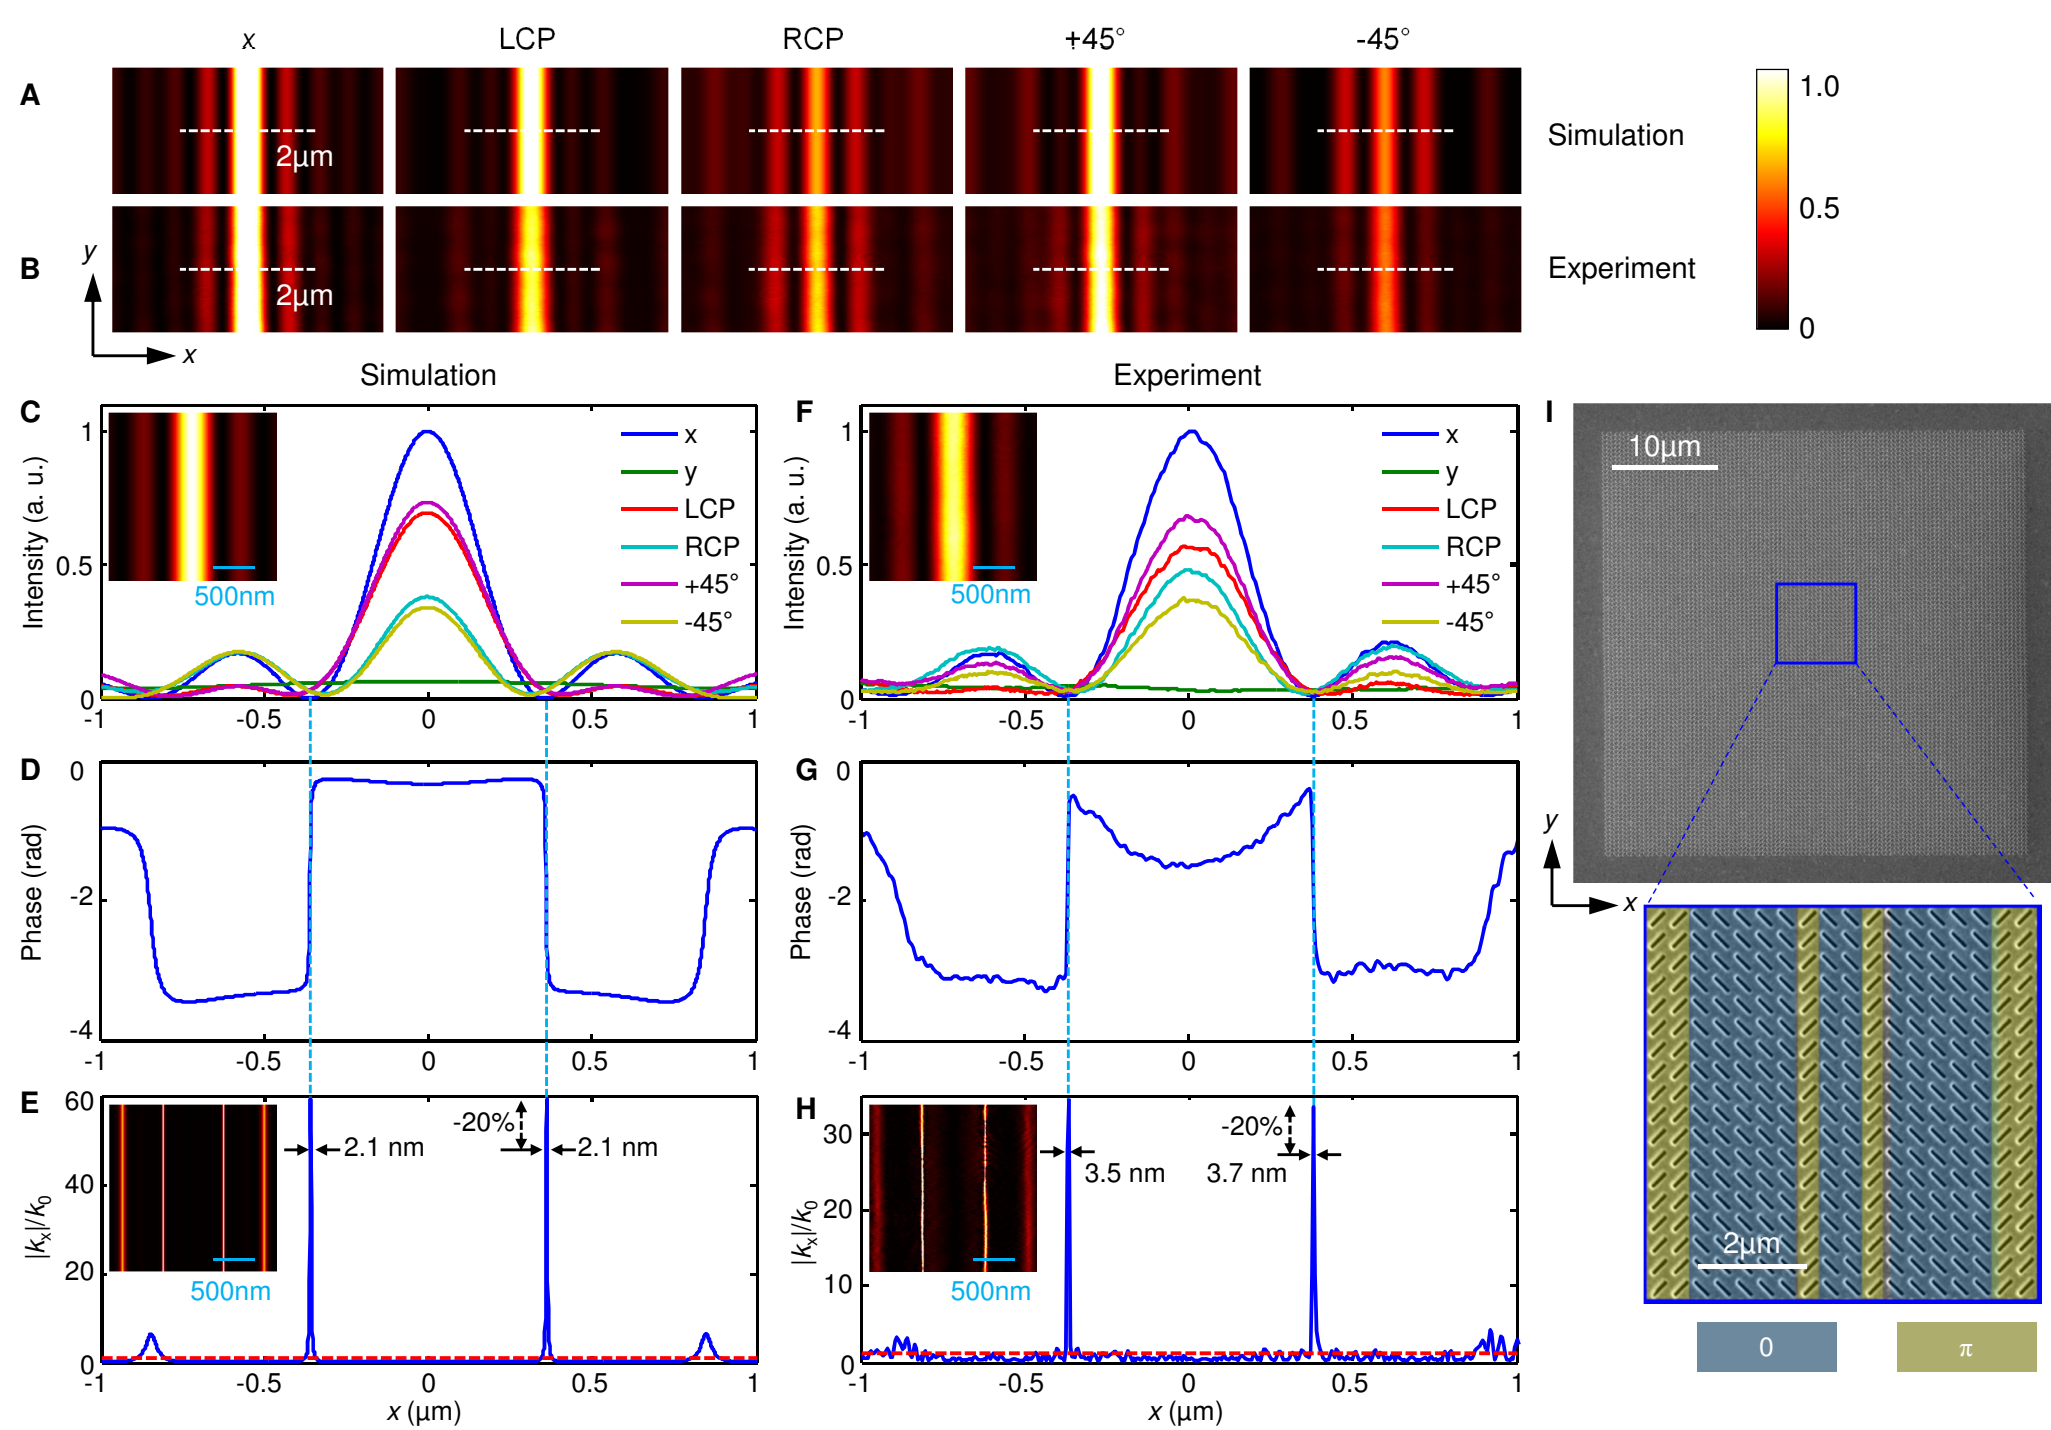 x LCP RCP +45° -45°
A
2µm
Simulation
1.0
0.5
0
B
2µm
Experiment
y
x
Simulation
Experiment
C
Intensity (a. u.)
1
0.5
0
500nm
x
y
LCP
RCP
+45°
-45°
-1 -0.5 0 0.5 1
F
Intensity (a. u.)
1
0.5
0
500nm
x
y
LCP
RCP
+45°
-45°
-1 -0.5 0 0.5 1
I
10µm
y
x
D
Phase (rad)
0
-2
-4
-1 -0.5 0 0.5 1
G
Phase (rad)
0
-2
-4
-1 -0.5 0 0.5 1
E
|kx|/k0
60
40
20
0
500nm
-20%
2.1 nm
2.1 nm
-1 -0.5 0 0.5 1
x (µm)
H
|kx|/k0
30
20
10
0
500nm
-20%
3.5 nm
3.7 nm
-1 -0.5 0 0.5 1
x (µm)
2µm
0
π